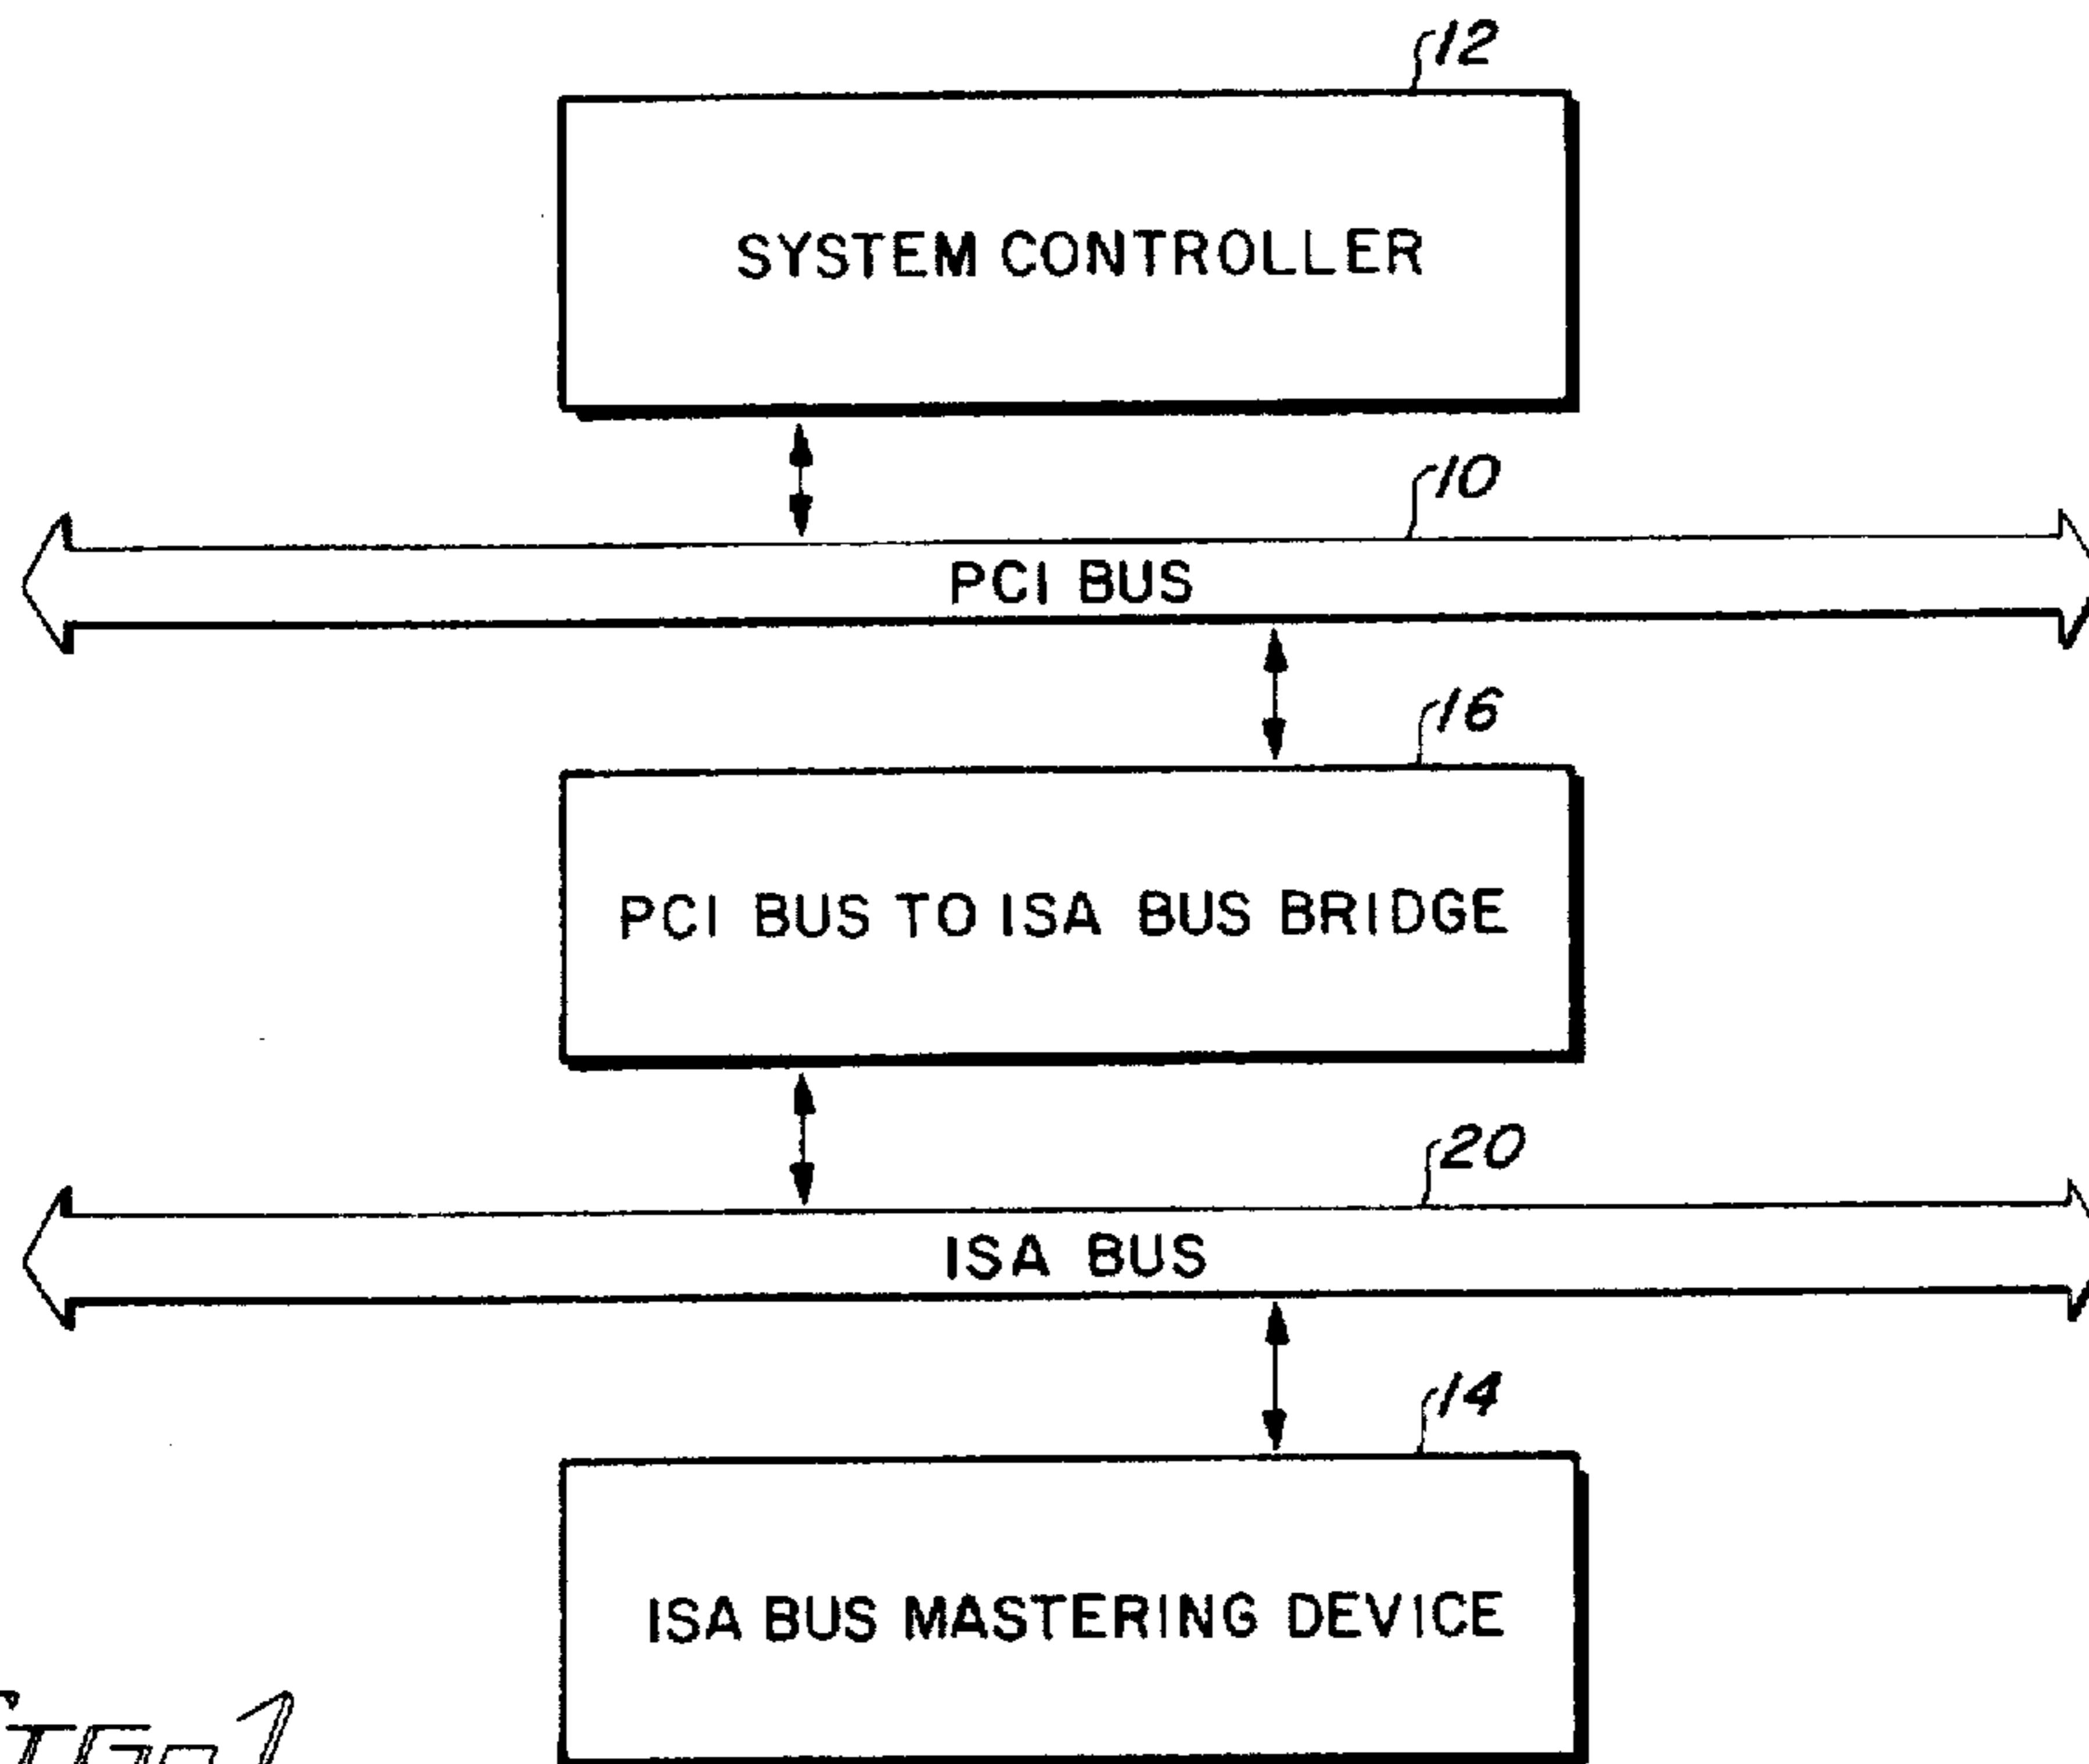 12
SYSTEM CONTROLLER
10
PCI BUS
16
PCI BUS TO ISA BUS BRIDGE
20
ISA BUS
14
ISA BUS MASTERING DEVICE